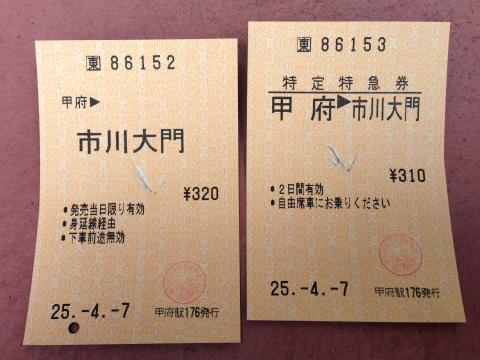 東 86152
甲府▶
市川大門
¥320
●発売当日限り有効
●身延線経由
●下車前途無効
25.-4.-7
甲府駅176発行
東 86153
特定特急券
甲府▶市川大門
¥310
●2日間有効
●自由席車にお乗りください
25.-4.-7
甲府駅176発行